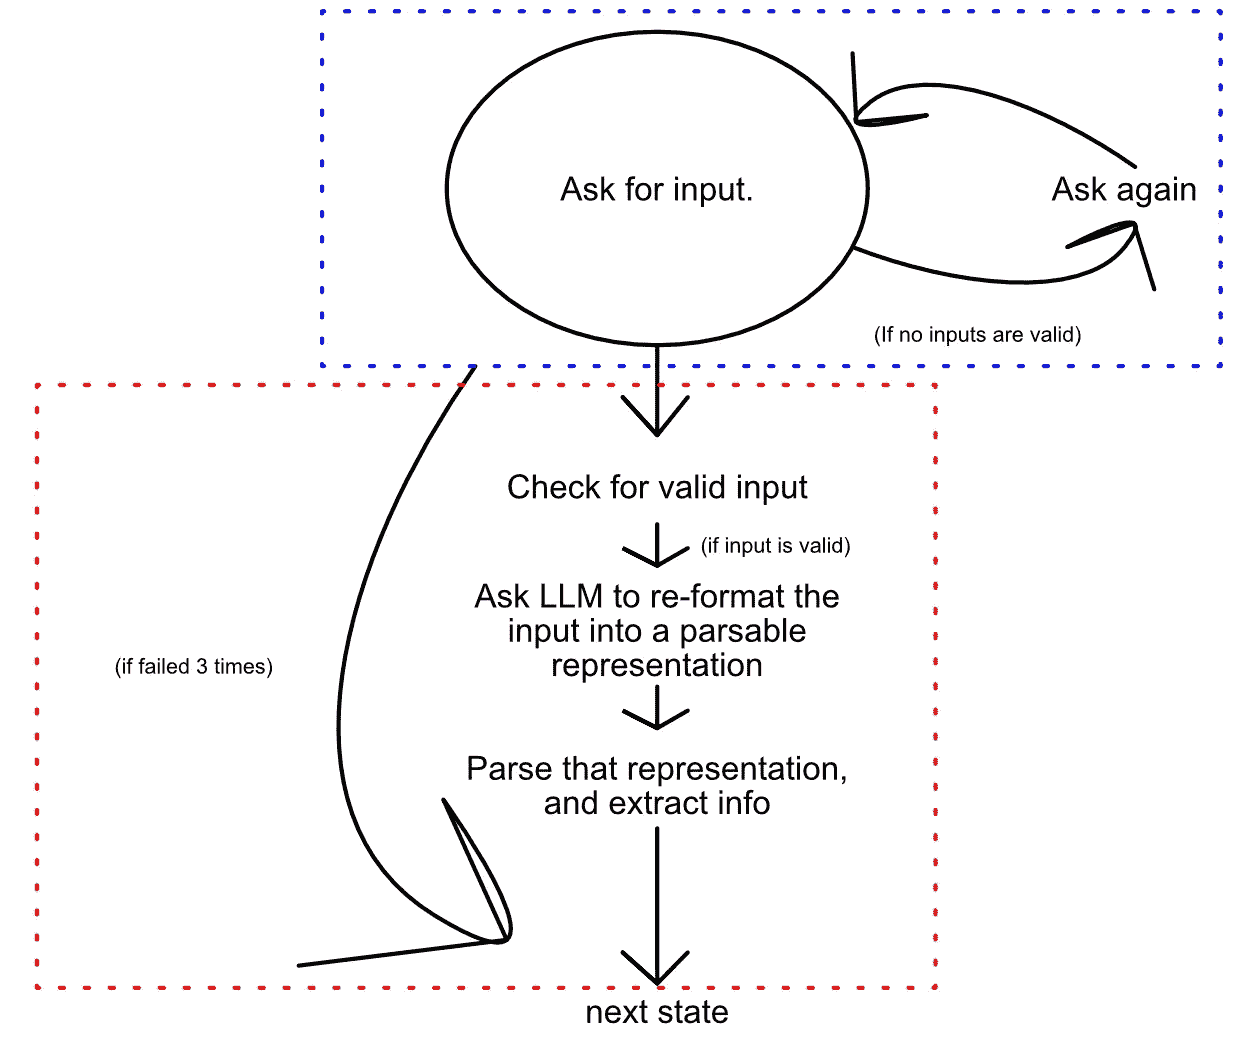 Ask for input.
Ask again
(If no inputs are valid)
Check for valid input
(if input is valid)
Ask LLM to re-format the
input into a parsable
representation
(if failed 3 times)
Parse that representation,
and extract info
next state